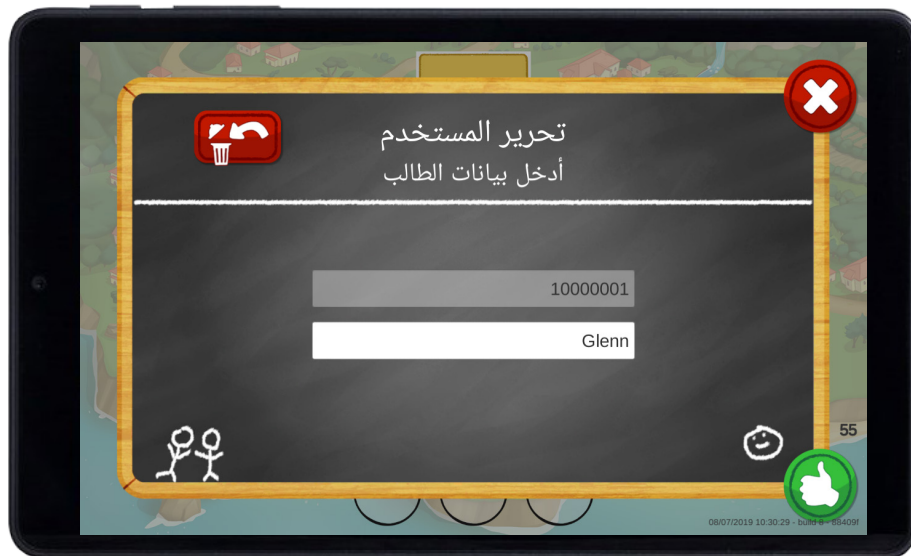 تحرير المستخدم
أدخل بيانات الطالب
10000001
Glenn
55
08/07/2019 10:30:29 - build 8 - 88409f